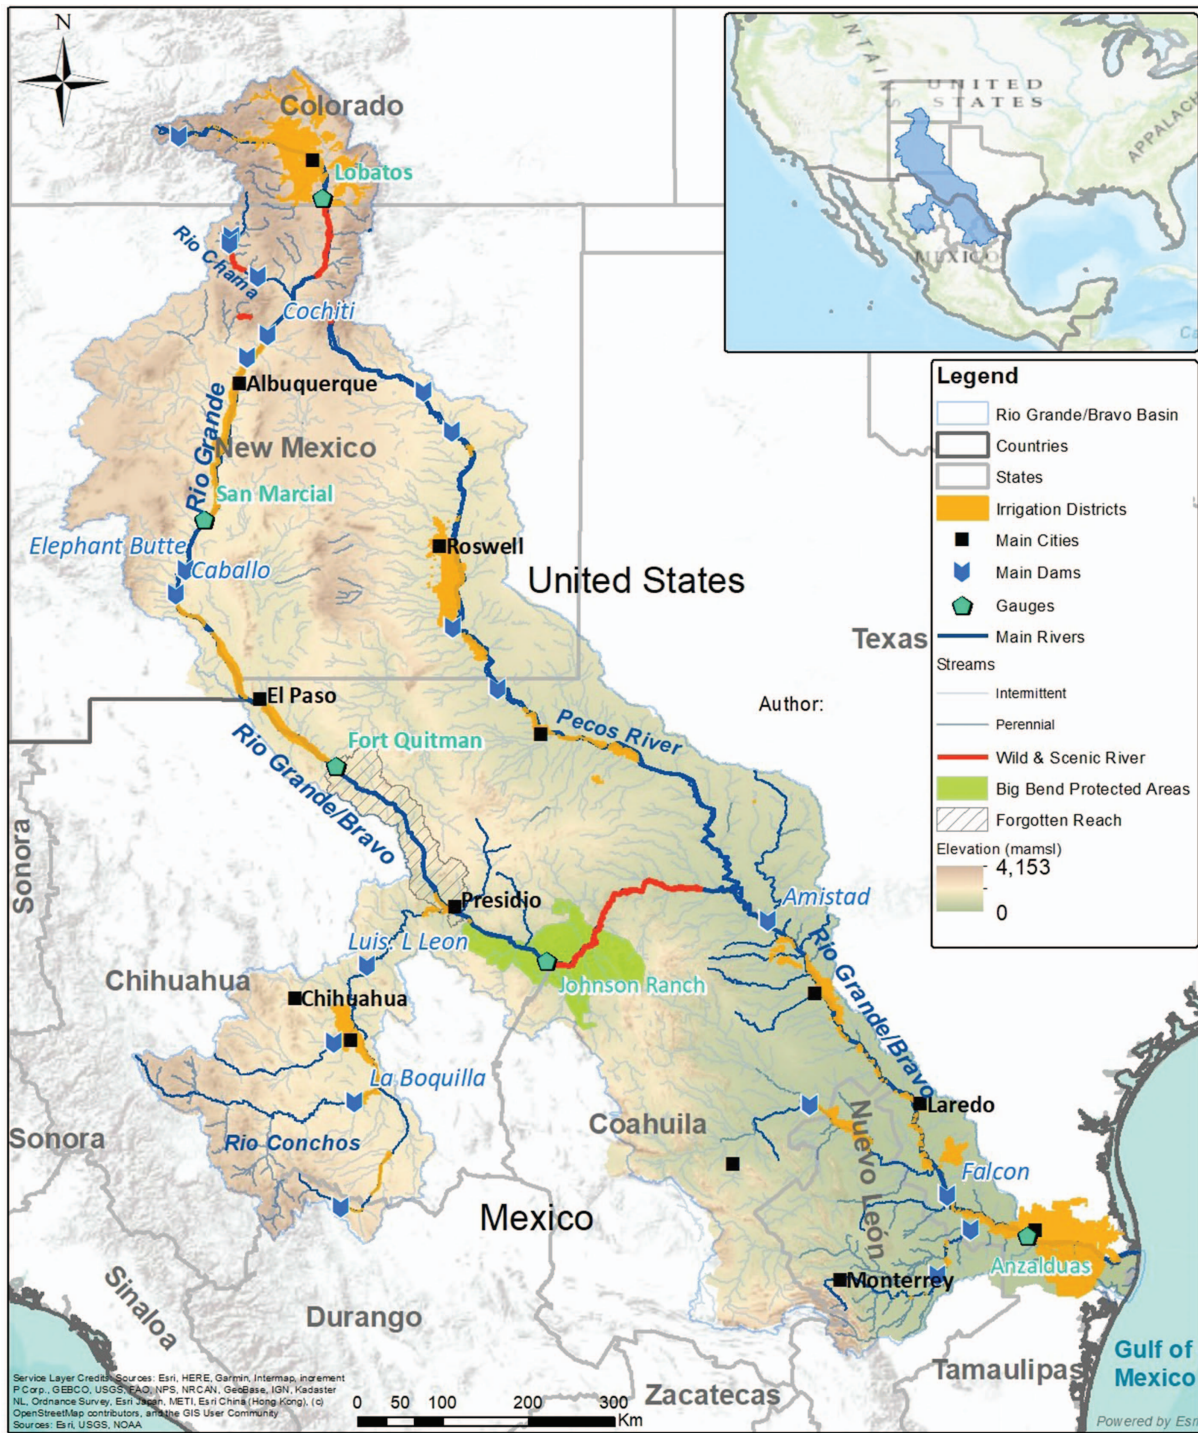 N
Colorado
Lobatos
Rio Chama
Cochiti
Albuquerque
Rio Grande
New Mexico
San Marcial
Elephant Butte
Caballo
Roswell
United States
Texas
El Paso
Pecos River
Author:
Fort Quitman
Rio Grande/Bravo
Sonora
Presidio
Amistad
Luis. L Leon
Rio Grande/Bravo
Chihuahua
Johnson Ranch
Chihuahua
La Boquilla
Laredo
Coahuila
Nuevo León
Sonora
Rio Conchos
Falcon
Mexico
Anzalduas
Monterrey
Sinaloa
Durango
Gulf of
Mexico
Tamaulipas
Zacatecas
UNITED
STATES
MEXICO
NTAINS
APPALACH
Ca
Legend
Rio Grande/Bravo Basin
Countries
States
Irrigation Districts
Main Cities
Main Dams
Gauges
Main Rivers
Streams
Intemittent
Perennial
Wild & Scenic River
Big Bend Protected Areas
Forgotten Reach
Elevation (mamsl)
4,153
0
Service Layer Credits: Sources: Esri, HERE, Garmin, Intermap, increment
P Corp., GEBCO, USGS, FAO, NPS, NRCAN, GeoBase, IGN, Kadaster
NL, Ordnance Survey, Esri Japan, METI, Esri China (Hong Kong), (c)
OpenStreetMap contributors, and the GIS User Community
Sources: Esri, USGS, NOAA
0 50 100 200 300
Km
Powered by Esri